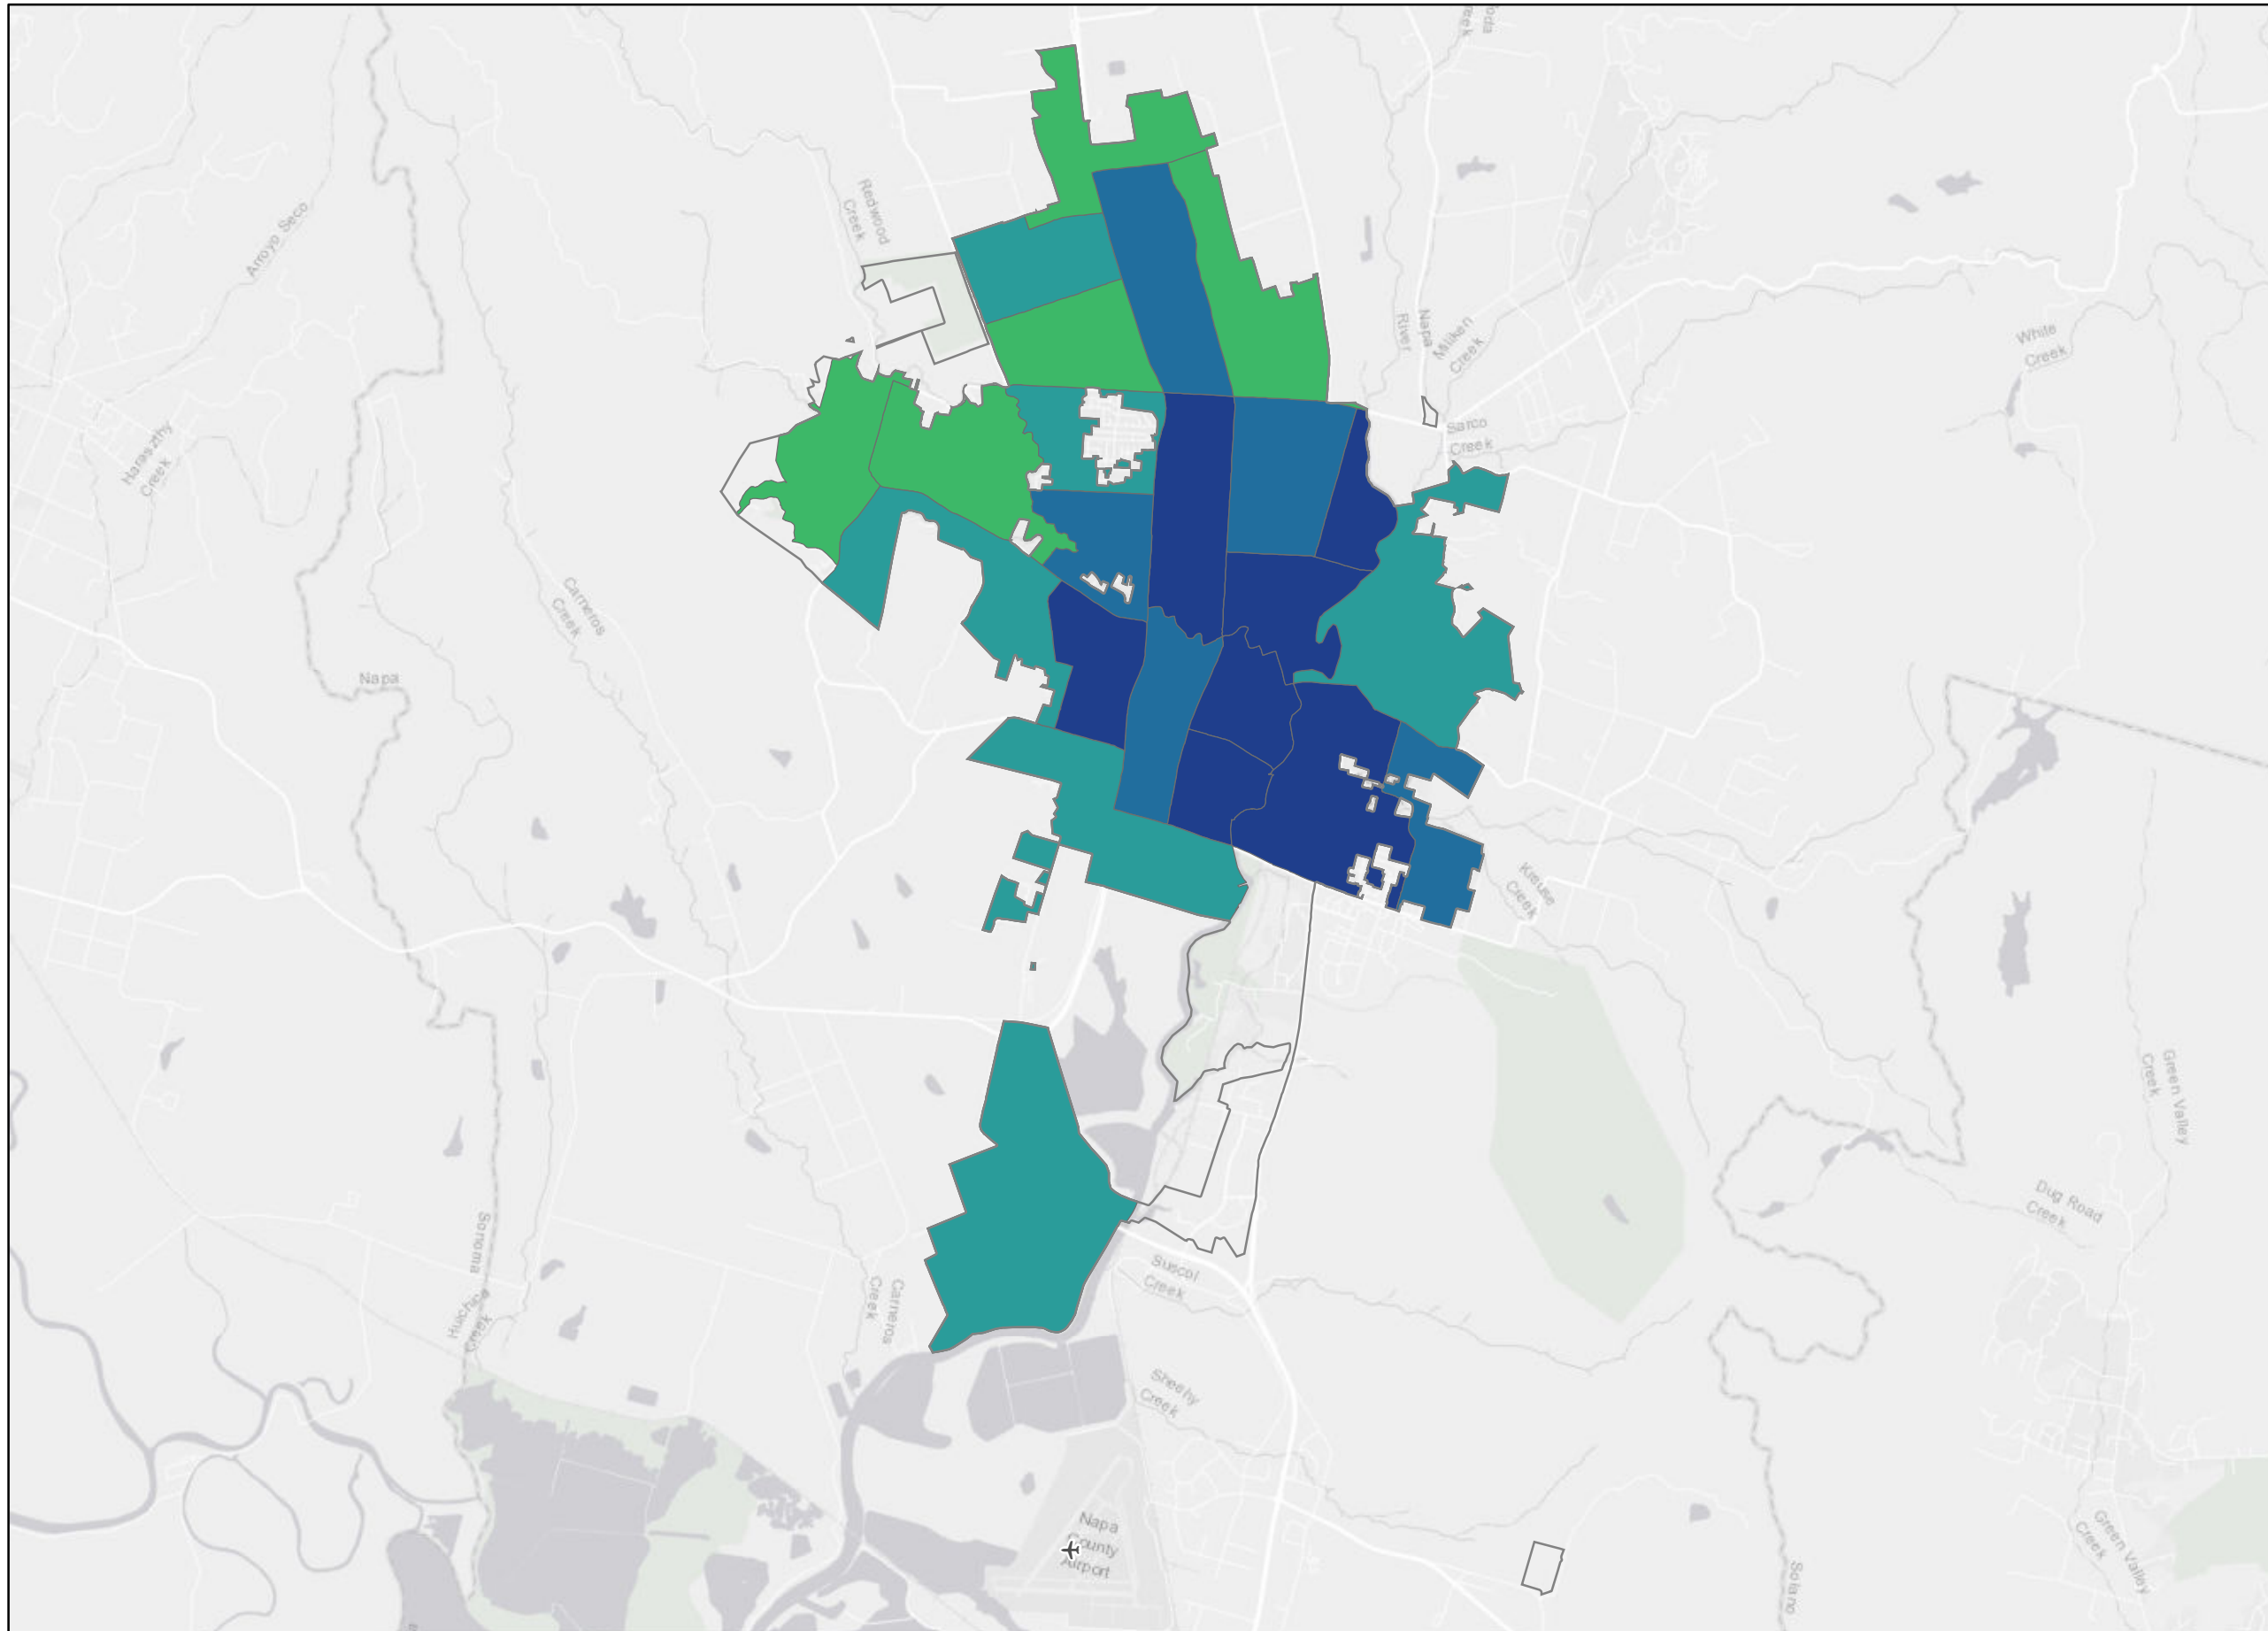 Redwood
Creek
Arroyo Seco
Napa
River
Milliken
Creek
White
Creek
Sarco
Creek
Haraszthy
Creek
Carneros
Creek
Napa
Kreuse
Creek
Green Valley
Creek
Dug Road
Creek
Sonoma
Huichica
Creek
Carneros
Creek
Suscol
Creek
Sheehy
Creek
Napa
County
Airport
Green Valley
Creek
Solano